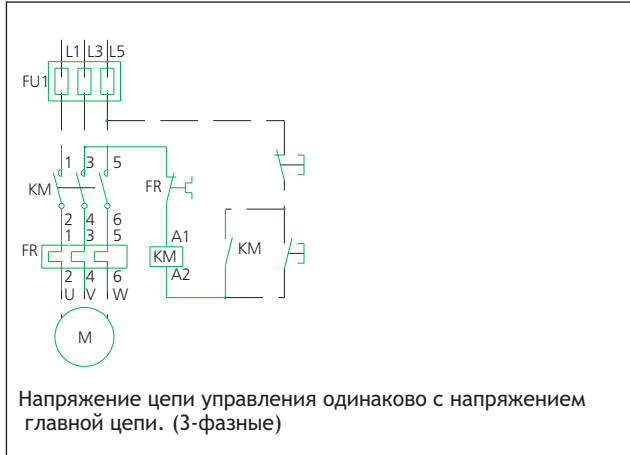 L1 L3 L5
FU1
1 3 5
KM
FR
2 4 6
1 3 5
FR
A1
KM
A2
KM
2 4 6
U V W
M
Напряжение цепи управления одинаково с напряжением
главной цепи. (3-фазные)